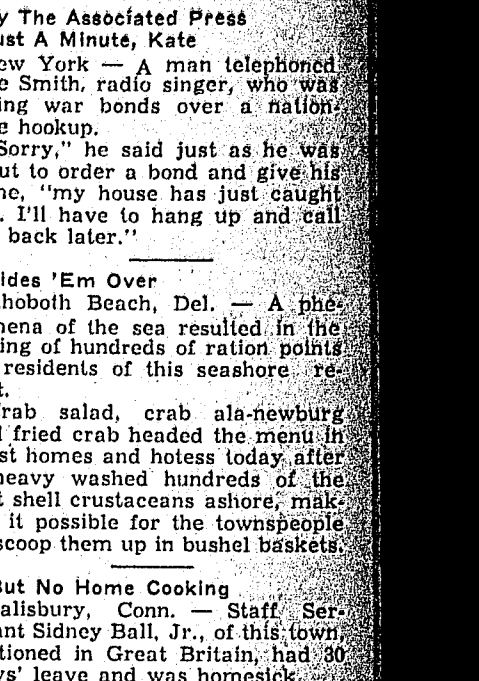 y The Associated Press
ust A Minute, Kate
ew York — A man telephoned
e Smith, radio singer, who was
ing war bonds over a nation-
e hookup.
Sorry," he said just as he was
ut to order a bond and give his
ne, "my house has just caught
. I'll have to hang up and call
back later."
ides 'Em Over
hoboth Beach, Del. — A phe-
nena of the sea resulted in the
ing of hundreds of ration points
residents of this seashore re-
t.
rab salad, crab ala-newburg
d fried crab headed the menu in
st homes and hotess today after
heavy washed hundreds of the
t shell crustaceans ashore, mak-
it possible for the townspeople
scoop them up in bushel baskets.
But No Home Cooking
alisbury, Conn. — Staff Ser-
ant Sidney Ball, Jr., of this town,
tioned in Great Britain, had 30
ys' leave and was homesick.